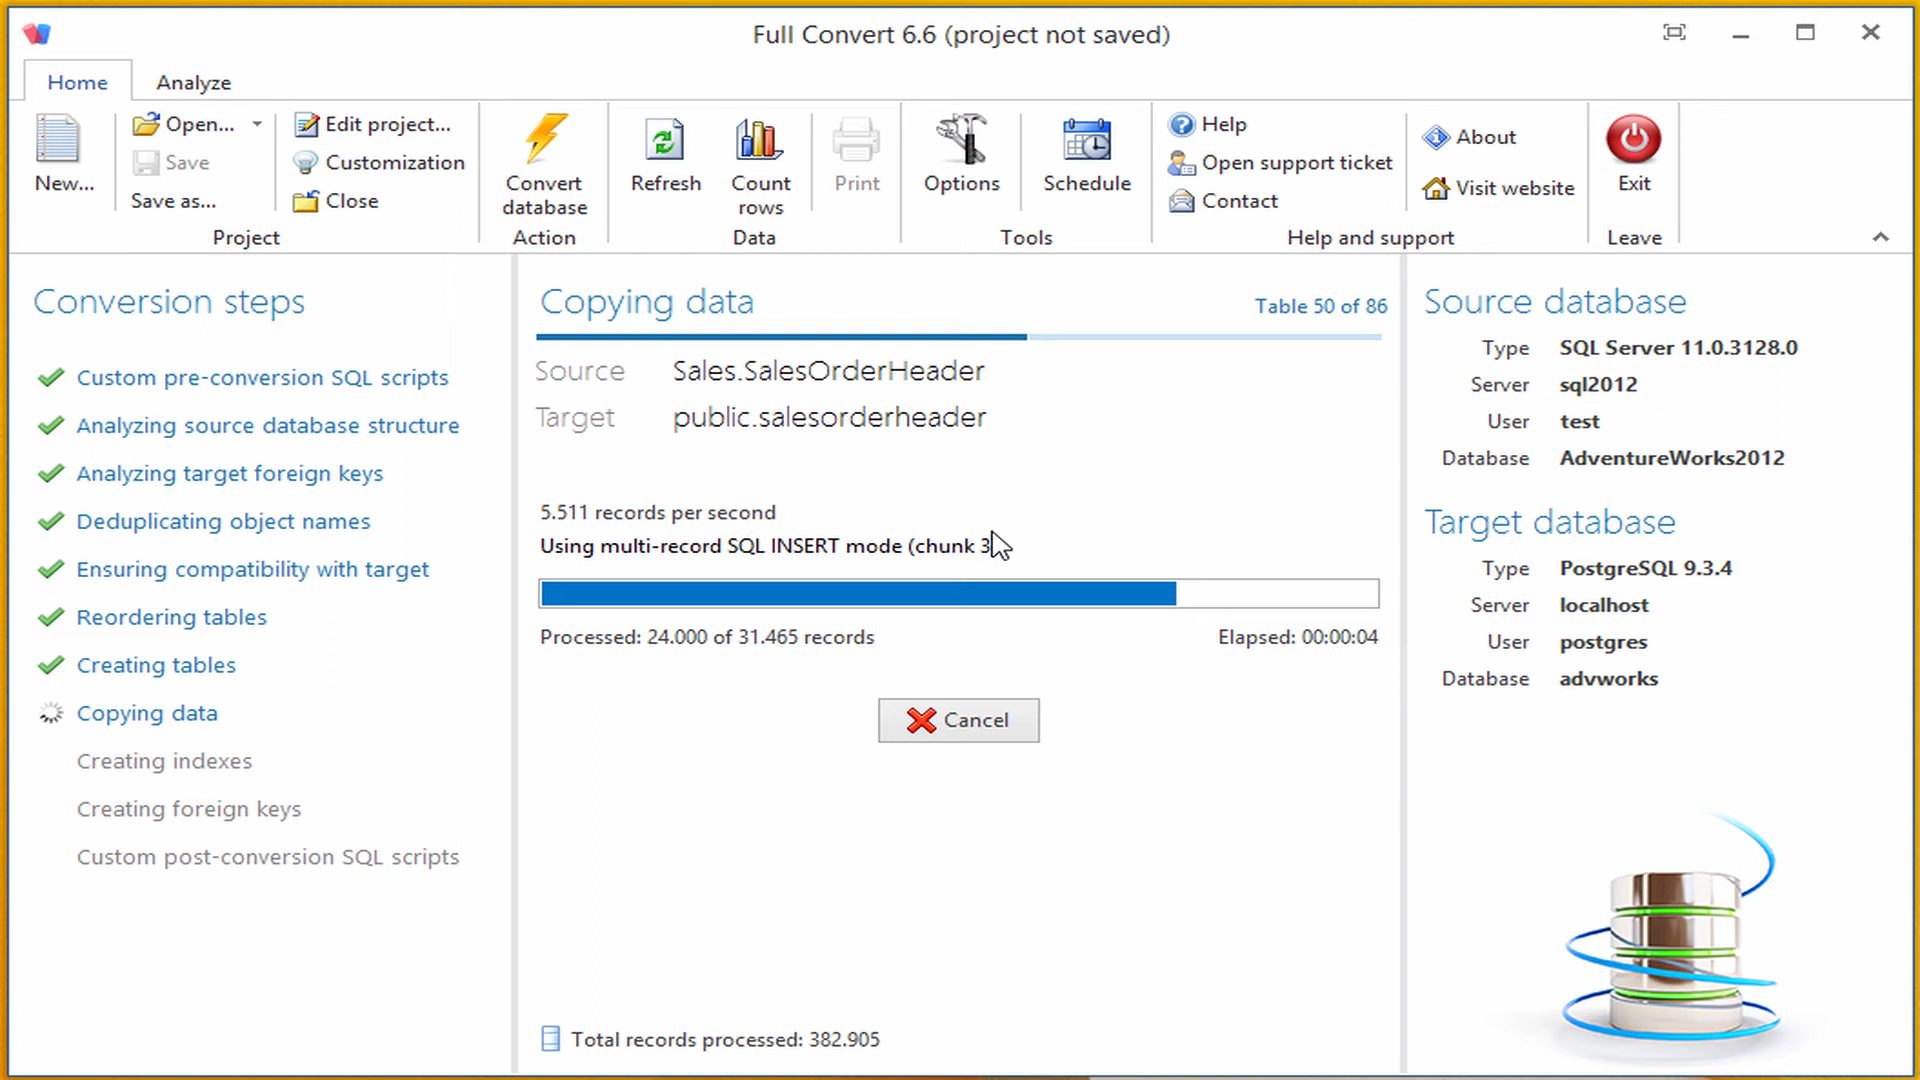 Full Convert 6.6 (project not saved)
Home
Analyze
New...
Open...
Save
Save as...
Edit project...
Customization
Close
Project
Convert
database
Action
Refresh
Count
rows
Print
Data
Options
Schedule
Tools
Help
Open support ticket
Contact
About
Visit website
Help and support
Exit
Leave
Conversion steps
Custom pre-conversion SQL scripts
Analyzing source database structure
Analyzing target foreign keys
Deduplicating object names
Ensuring compatibility with target
Reordering tables
Creating tables
Copying data
Creating indexes
Creating foreign keys
Custom post-conversion SQL scripts
Copying data
Table 50 of 86
Source Sales.SalesOrderHeader
Target public.salesorderheader
5.511 records per second
Using multi-record SQL INSERT mode (chunk 3
Processed: 24.000 of 31.465 records
Elapsed: 00:00:04
Cancel
Total records processed: 382.905
Source database
Type SQL Server 11.0.3128.0
Server sql2012
User test
Database AdventureWorks2012
Target database
Type PostgreSQL 9.3.4
Server localhost
User postgres
Database advworks